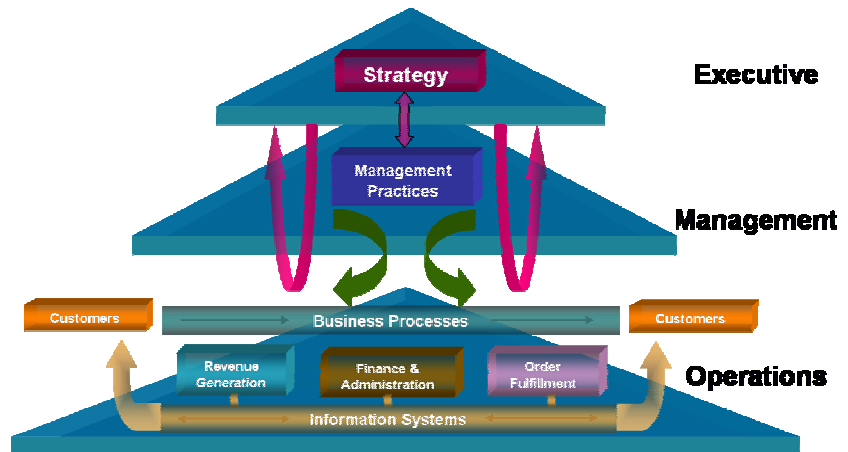 Strategy
Executive
Management
Practices
Management
Customers
Business Processes
Customers
Revenue
Generation
Finance &
Administration
Order
Fulfillment
Operations
Information Systems